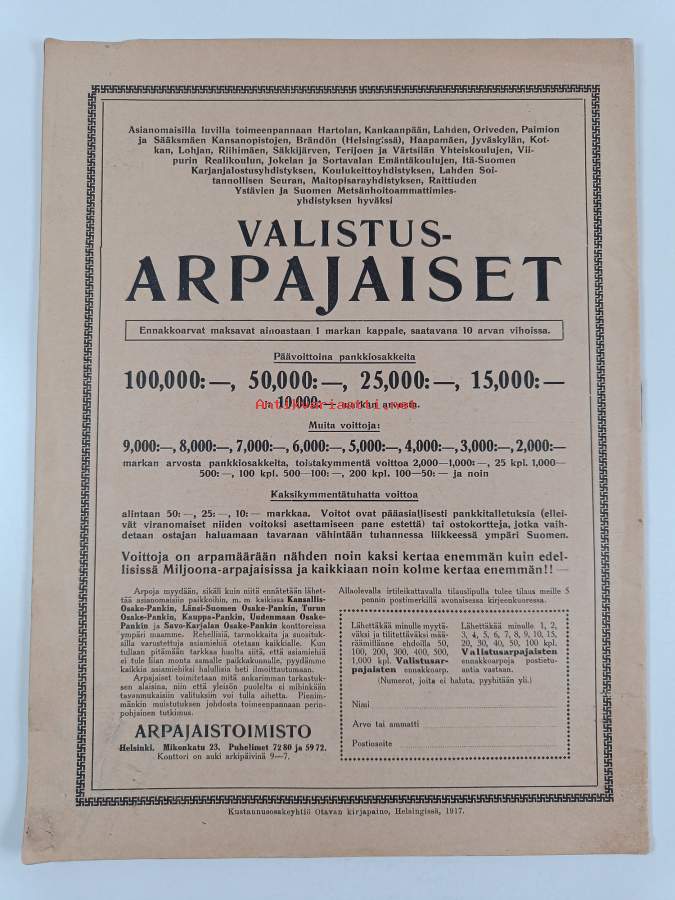 Asianomaisilla luvilla toimeenpannaan Hartolan, Kankaanpään, Lahden, Oriveden, Paimion
ja Sääksmäen Kansanopistojen, Brändön (Helsingissä), Haapamäen, Jyväskylän, Kot-
kan, Lohjan, Riihimäen, Säkkijärven, Terijoen ja Värtsilän Yhteiskoulujen, Vii-
purin Realikoulun, Jokelan ja Sortavalan Emäntäkoulujen, Itä-Suomen
Karjanjalostusyhdistyksen, Koulukeittoyhdistyksen, Lahden Soi-
tannollisen Seuran, Maitopisarayhdistyksen, Raittiuden
Ystävien ja Suomen Metsänhoitoammattimies-
yhdistyksen hyväksi
VALISTUS-
ARPAJAISET
Ennakkoarvat maksavat ainoastaan 1 markan kappale, saatavana 10 arvan vihoissa.
Päävoittoina pankkiosakkeita
100,000:—, 50,000:—, 25,000:—, 15,000:—
ja 10,000:— markan arvosta.
Antikvariaatti.net
Muita voittoja:
9,000:—, 8,000:—, 7,000:—, 6,000:—, 5,000:—, 4,000:—, 3,000:—, 2,000:—
markan arvosta pankkiosakkeita, toistakymmentä voittoa 2,000—1,000:—, 25 kpl. 1,000—
500:—, 100 kpl. 500—100:—, 200 kpl. 100—50:— ja noin
Kaksikymmentätuhatta voittoa
alintaan 50:—, 25:—, 10:— markkaa. Voitot ovat pääasiallisesti pankkitalletuksia (ellei-
vät viranomaiset niiden voitoksi asettamiseen pane estettä) tai ostokortteja, jotka vaih-
detaan ostajan haluamaan tavaraan vähintään tuhannessa liikkeessä ympäri Suomen.
Voittoja on arpamäärään nähden noin kaksi kertaa enemmän kuin edel-
lisissä Miljoona-arpajaisissa ja kaikkiaan noin kolme kertaa enemmän!! —
Arpoja myydään, sikäli kuin niitä ennätetään lähet-
tää asianomaisiin paikkoihin, m. m. kaikissa Kansallis-
Osake-Pankin, Länsi-Suomen Osake-Pankin, Turun
Osake-Pankin, Kauppa-Pankin, Uudenmaan Osake-
Pankin ja Savo-Karjalan Osake-Pankin konttoreissa
ympäri maamme. Rehellisiä, tarmokkaita ja suosituk-
silla varustettuja asiamiehiä otetaan kaikkialle. Kun
tullaan pitämään tarkkaa huolta siitä, että asiamiehiä
ei tule liian monta samalle paikkakunnalle, pyydämme
kaikkia asiamiehiksi halullisia heti ilmoittautumaan.
Arpajaiset toimitetaan mitä ankarimman tarkastuk-
sen alaisina, niin että yleisön puolelta ei mihinkään
tavanmukaisiin valituksiin voi tulla aihetta. Pienim-
mänkin muistutuksen johdosta toimeenpannaan perin-
pohjainen tutkimus.
ARPAJAISTOIMISTO
Helsinki. Mikonkatu 23. Puhelimet 72 80 ja 59 72.
Konttori on auki arkipäivinä 9—7.
Allaolevalla irtileikattavalla tilauslipulla tulee tilaus meille 5
pennin postimerkillä avonaisessa kirjeenkuoressa.
Lähettäkää minulle myytä-
väksi ja tilitettäväksi mää-
räämillänne ehdoilla 50,
100, 200, 300, 400, 500,
1,000 kpl. Valistusar-
pajaisten ennakkoarp.
Lähettäkää minulle 1, 2,
3, 4, 5, 6, 7, 8, 9, 10, 15,
20, 30, 40, 50, 100 kpl.
Valistusarpajaisten
ennakkoarpoja postietu-
antia vastaan.
(Numerot, joita ei haluta, pyyhitään yli.)
Nimi
Arvo tai ammatti
Postiosoite
Kustannusosakeyhtiö Otavan kirjapaino, Helsingissä, 1917.